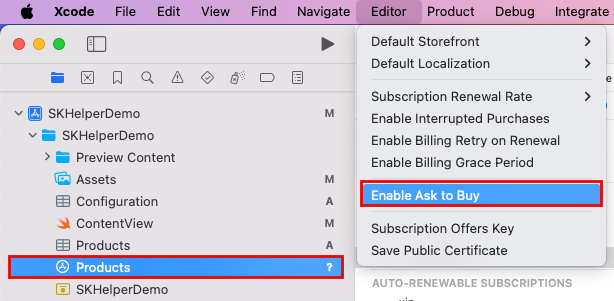 Xcode File Edit View Find Navigate Editor Product Debug Integrate
Default Storefront
Default Localization
Subscription Renewal Rate
Enable Interrupted Purchases
Enable Billing Retry on Renewal
Enable Billing Grace Period
Enable Ask to Buy
Subscription Offers Key
Save Public Certificate
SKHelperDemo M
SKHelperDemo
Preview Content
Assets M
Configuration A
ContentView M
Products A
Products ?
SKHelperDemo
AUTO-RENEWABLE SUBSCRIPTIONS
vip